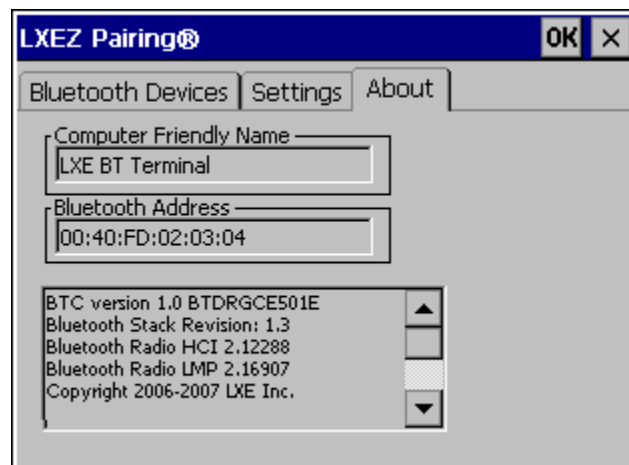 LXEZ Pairing®
OK ×
Bluetooth Devices Settings About
Computer Friendly Name
LXE BT Terminal
Bluetooth Address
00:40:FD:02:03:04
BTC version 1.0 BTDRGCE501E
Bluetooth Stack Revision: 1.3
Bluetooth Radio HCI 2.12288
Bluetooth Radio LMP 2.16907
Copyright 2006-2007 LXE Inc.